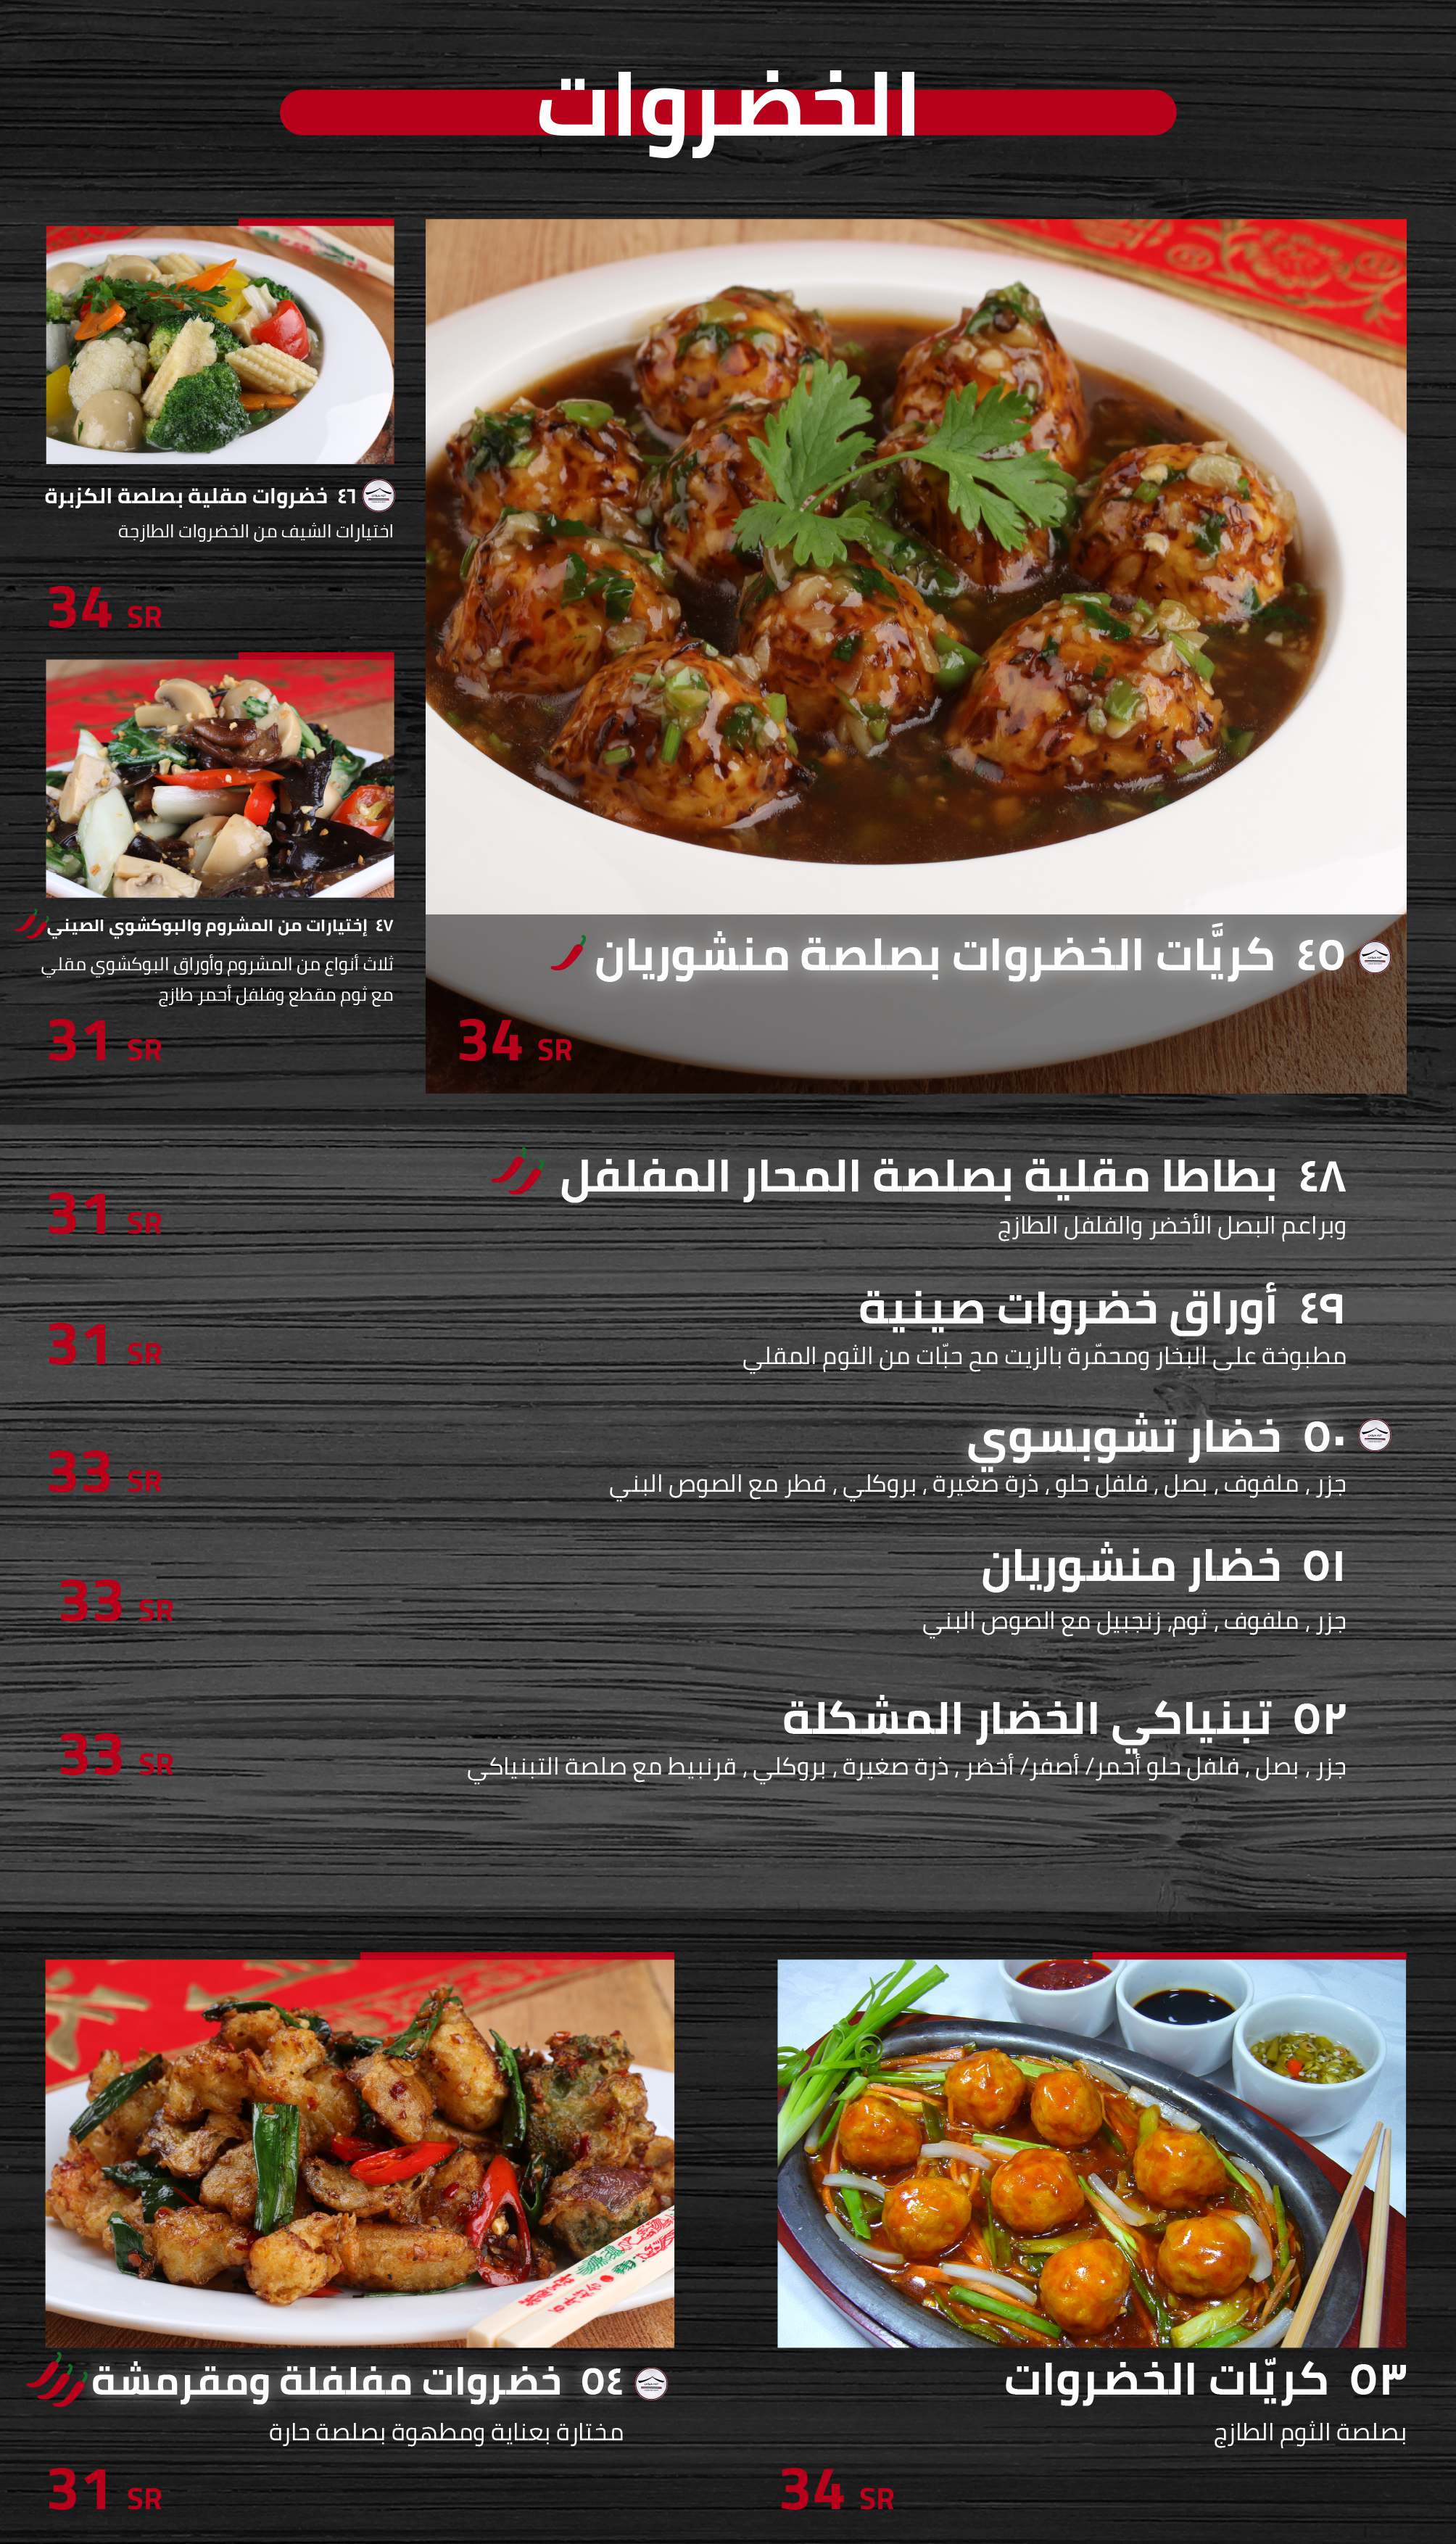 الخضروات
٤٥ كريَّات الخضروات بصلصة منشوريان
34 SR
٤٦ خضروات مقلية بصلصة الكزبرة
اختيارات الشيف من الخضروات الطازجة
34 SR
٤٧ إختيارات من المشروم والبوكشوي الصيني
ثلاث أنواع من المشروم وأوراق البوكشوي مقلي
مع ثوم مقطع وفلفل أحمر طازج
31 SR
٤٨ بطاطا مقلية بصلصة المحار المفلفل
وبراعم البصل الأخضر والفلفل الطازج
31 SR
٤٩ أوراق خضروات صينية
مطبوخة على البخار ومحمّرة بالزيت مح حبّات من الثوم المقلي
31 SR
٥٠ خضار تشوبسوي
جزر , ملفوف , بصل , فلفل حلو , ذرة صغيرة , بروكلي , فطر مع الصوص البني
33 SR
٥١ خضار منشوريان
جزر , ملفوف , ثوم, زنجبيل مع الصوص البني
33 SR
٥٢ تبنياكي الخضار المشكلة
جزر , بصل , فلفل حلو أحمر/ أصفر/ أخضر , ذرة صغيرة , بروكلي , قرنبيط مع صلصة التبنياكي
33 SR
٥٣ كريّات الخضروات
بصلصة الثوم الطازج
34 SR
٥٤ خضروات مفلفلة ومقرمشة
مختارة بعناية ومطهوة بصلصة حارة
31 SR